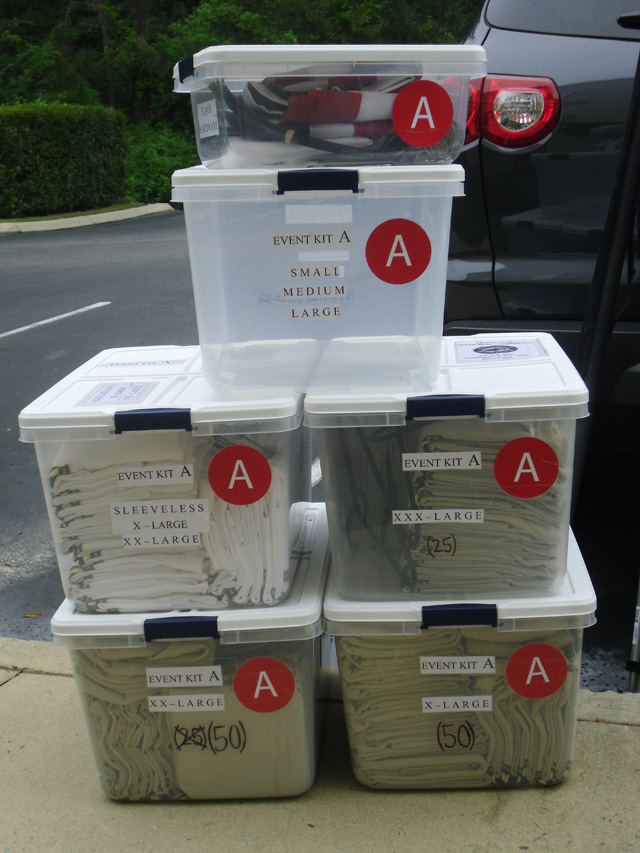 A
EVENT KIT A
A
SMALL
MEDIUM
LARGE
EVENT KIT A
A
SLEEVELESS
X-LARGE
XX-LARGE
EVENT KIT A
A
XXX-LARGE
(25)
EVENT KIT A
A
XX-LARGE
(25)(50)
EVENT KIT A
A
X-LARGE
(50)